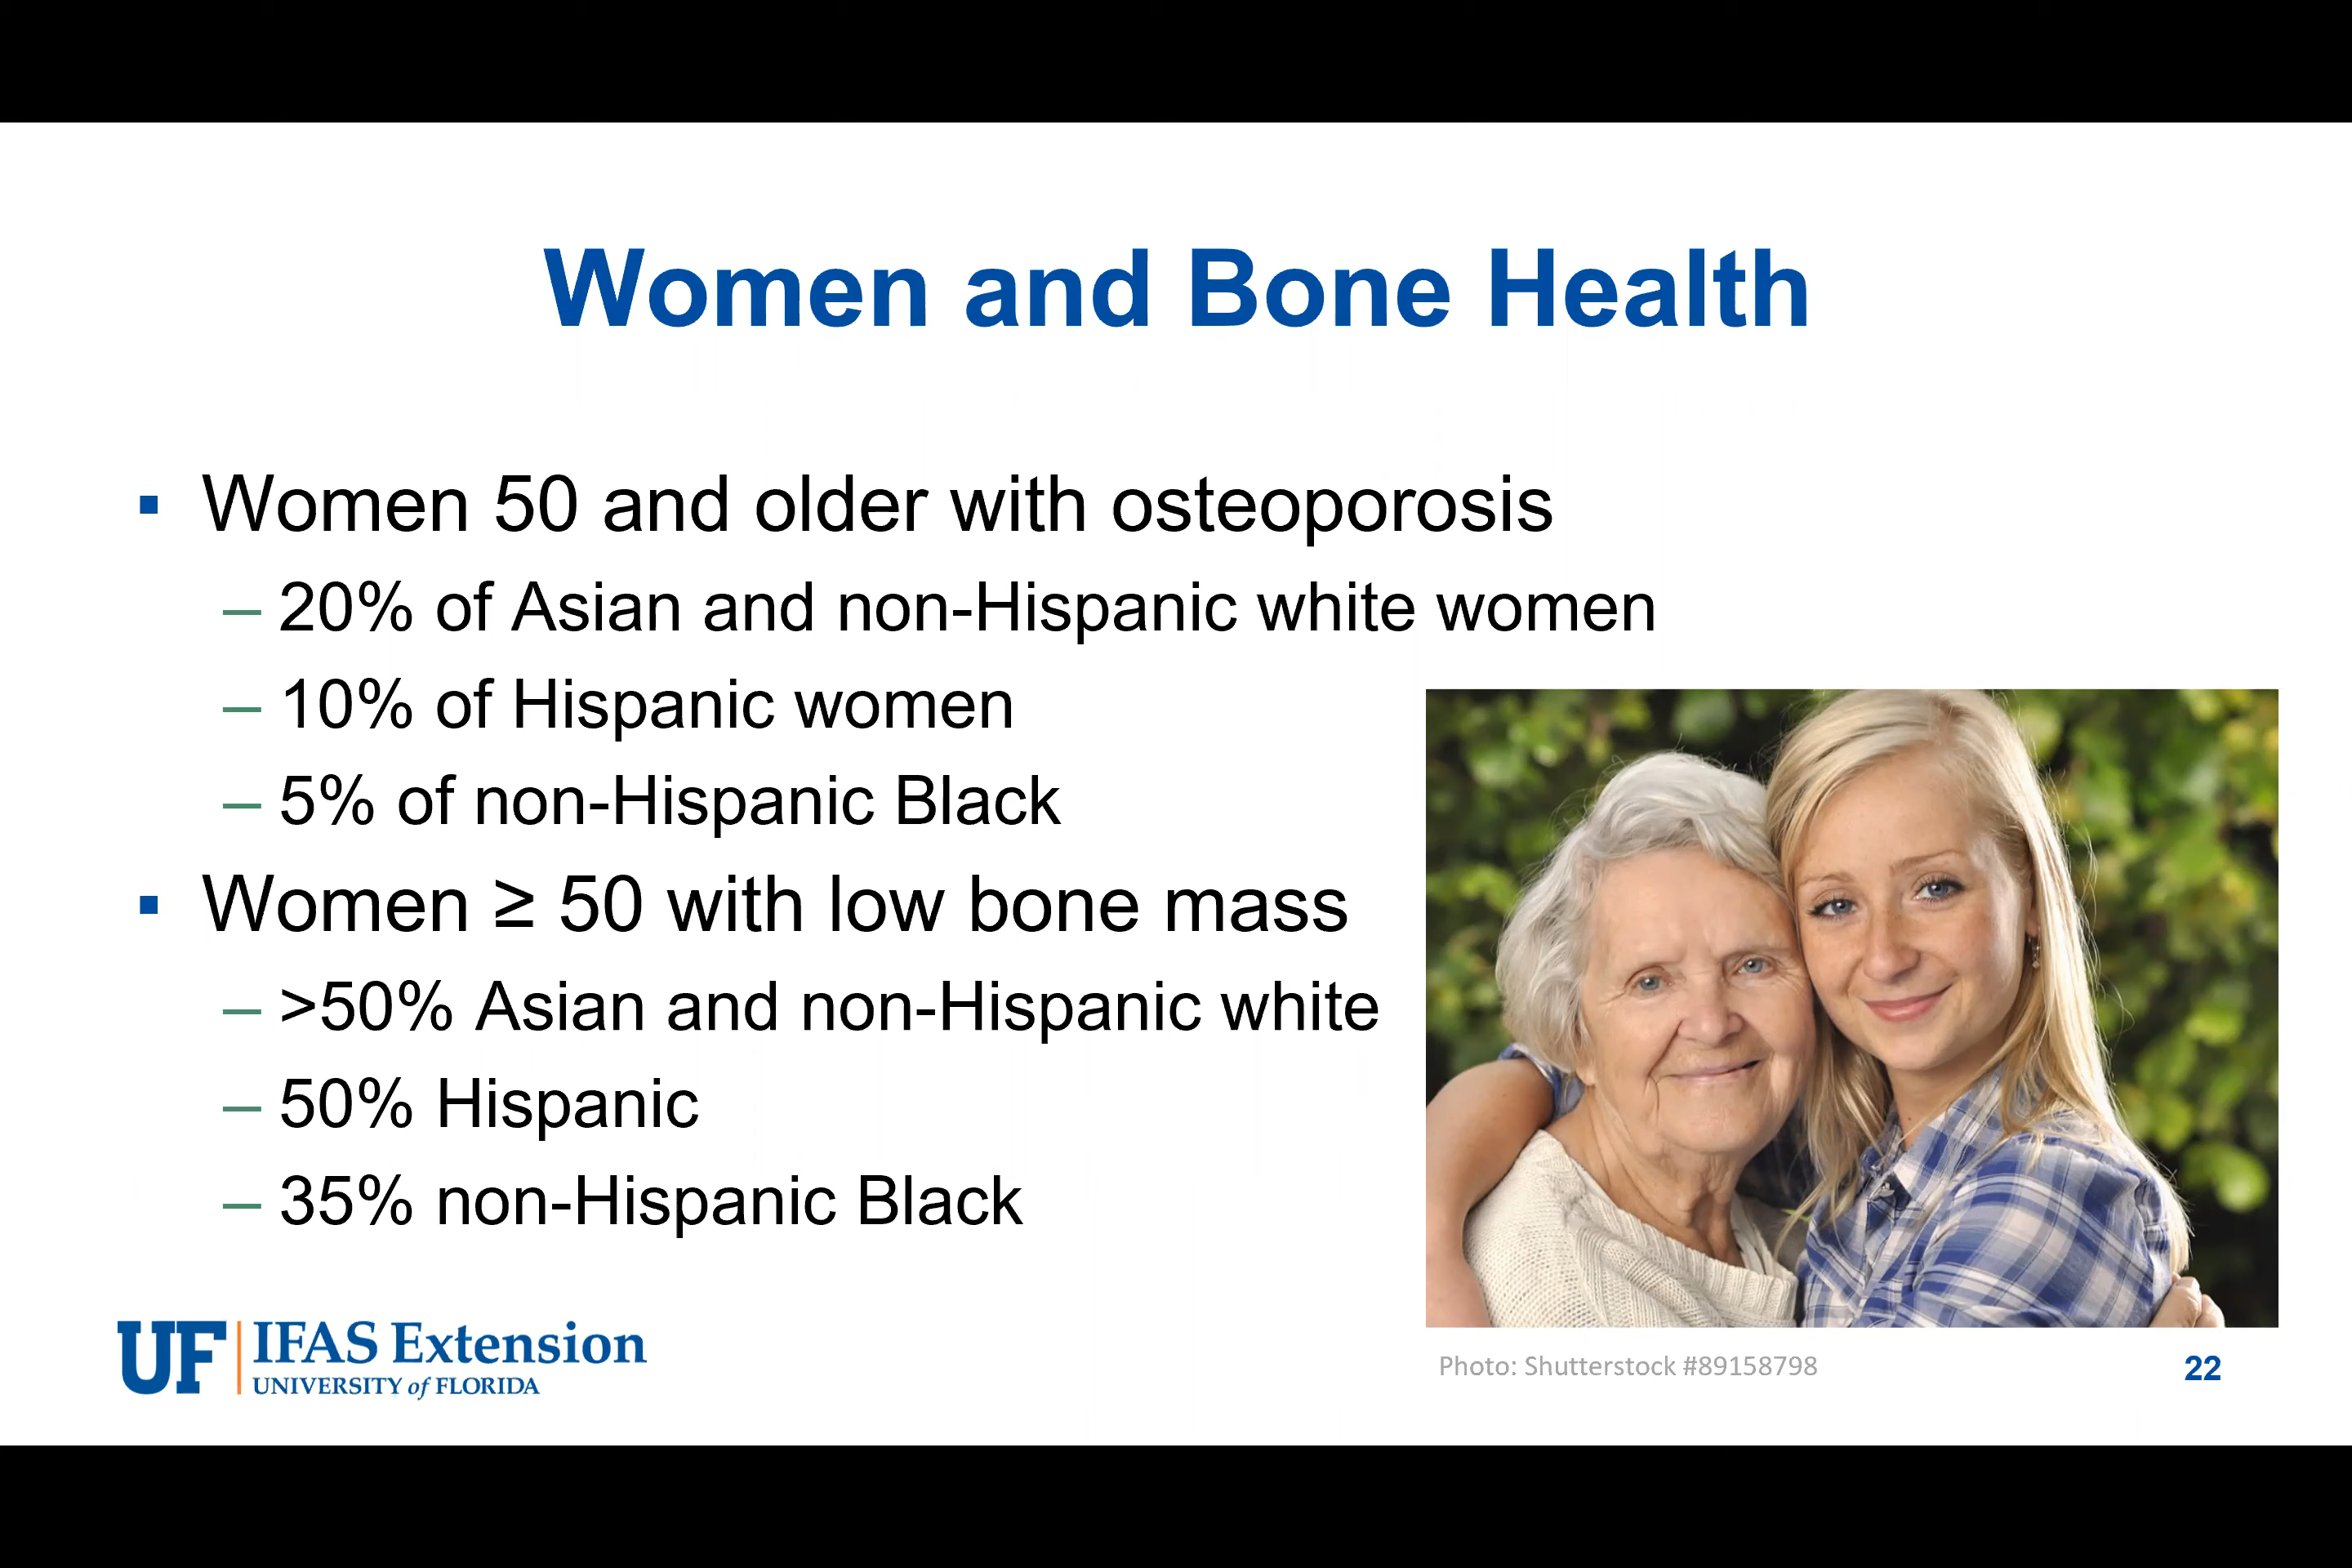 Women and Bone Health
▪ Women 50 and older with osteoporosis
– 20% of Asian and non-Hispanic white women
– 10% of Hispanic women
– 5% of non-Hispanic Black
▪ Women ≥ 50 with low bone mass
– >50% Asian and non-Hispanic white
– 50% Hispanic
– 35% non-Hispanic Black
UF IFAS Extension
UNIVERSITY of FLORIDA
Photo: Shutterstock #89158798
22